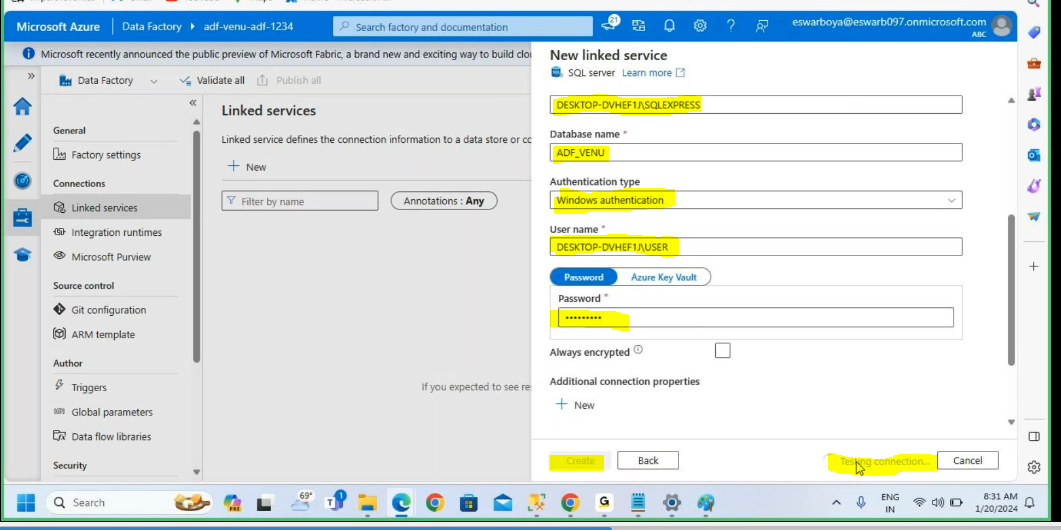 Microsoft Azure Data Factory adf-venu-adf-1234 Search factory and documentation 21 eswarboya@eswarb097.onmicrosoft.com
ABC
Microsoft recently announced the public preview of Microsoft Fabric, a brand new and exciting way to build
Data Factory Validate all Publish all
General
Factory settings
Connections
Linked services
Integration runtimes
Microsoft Purview
Source control
Git configuration
ARM template
Author
Triggers
Global parameters
Data flow libraries
Security
Linked services
Linked service defines the connection information to a data store or
New
Filter by name Annotations : Any
If you expected to see
New linked service
SQL server Learn more
DESKTOP-DVHEF1J\SQLEXPRESS
Database name *
ADF_VENU
Authentication type
Windows authentication
User name *
DESKTOP-DVHEF1J\USER
Password Azure Key Vault
Password *
•••••••••
Always encrypted
Additional connection properties
New
Create Back Testing connection... Cancel
Search 69° ENG 8:31 AM
IN 1/20/2024